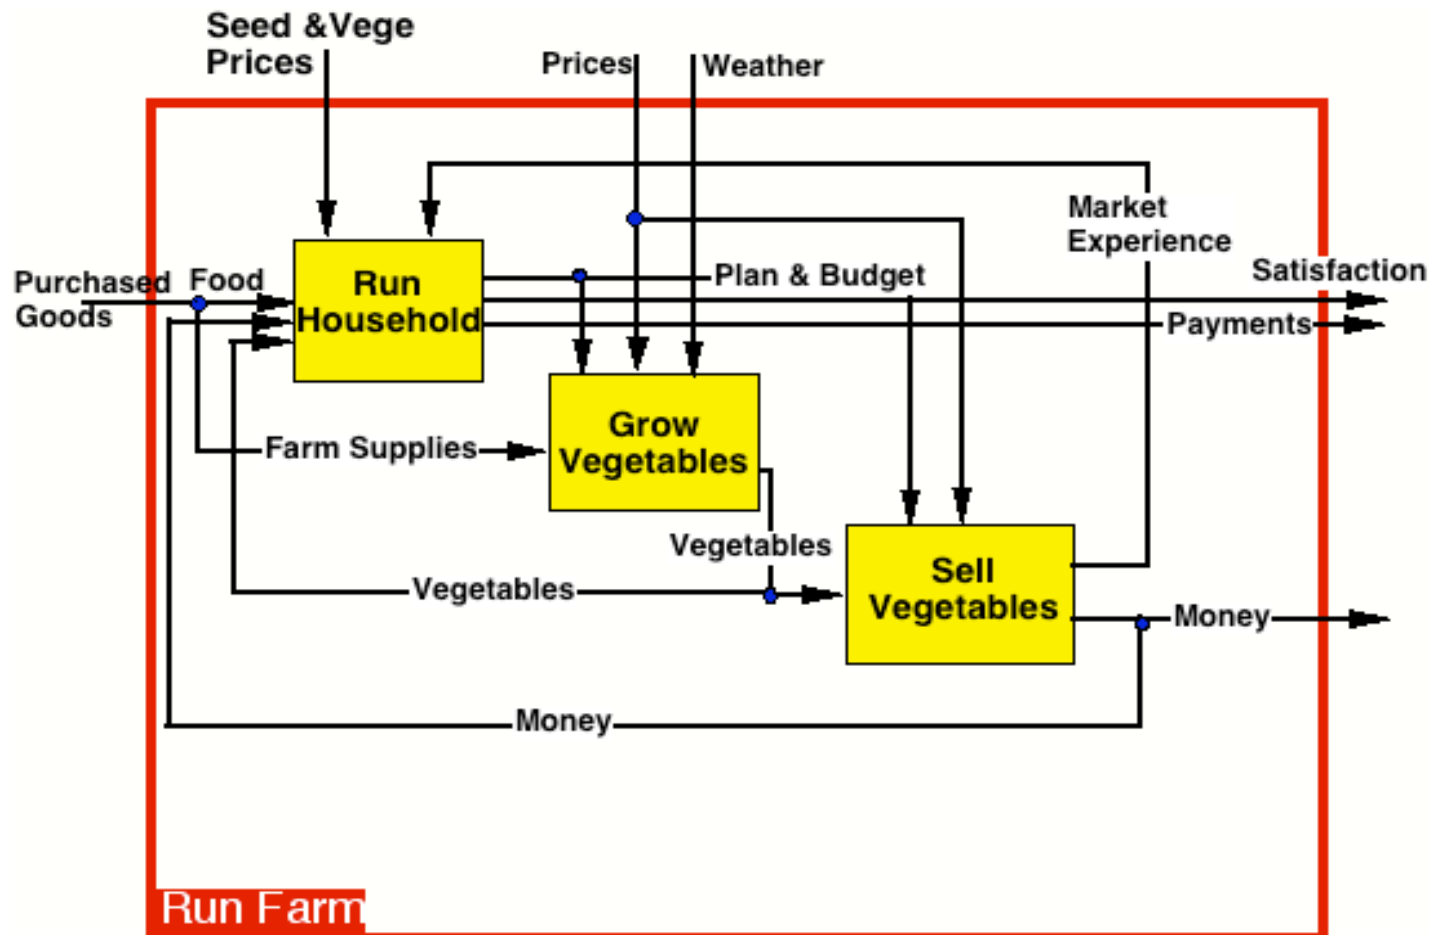 Seed &Vege
Prices
Prices
Weather
Market
Experience
Purchased
Goods
Food
Run
Household
Plan & Budget
Satisfaction
Payments
Grow
Vegetables
Farm Supplies
Vegetables
Vegetables
Sell
Vegetables
Money
Money
Run Farm